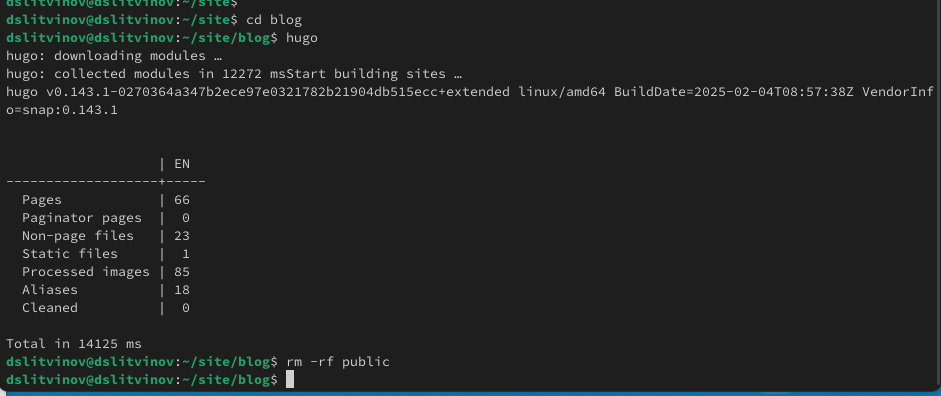 dslitvinov@dslitvinov:~/site$
dslitvinov@dslitvinov:~/site$ cd blog
dslitvinov@dslitvinov:~/site/blog$ hugo
hugo: downloading modules …
hugo: collected modules in 12272 msStart building sites …
hugo v0.143.1-0270364a347b2ece97e0321782b21904db515ecc+extended linux/amd64 BuildDate=2025-02-04T08:57:38Z VendorInf
o=snap:0.143.1
                   | EN
-------------------+-----
  Pages            | 66
  Paginator pages  |  0
  Non-page files   | 23
  Static files     |  1
  Processed images | 85
  Aliases          | 18
  Cleaned          |  0
Total in 14125 ms
dslitvinov@dslitvinov:~/site/blog$ rm -rf public
dslitvinov@dslitvinov:~/site/blog$